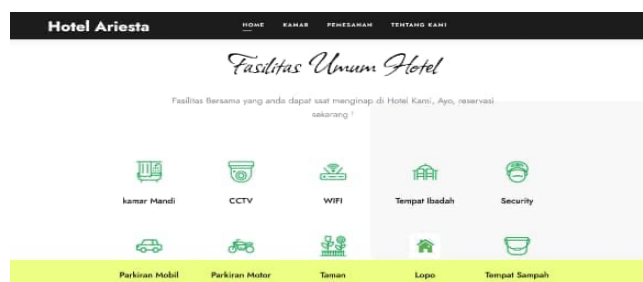 Hotel Ariesta
HOME KAMAR PEMESANAN TENTANG KAMI
Fasilitas Umum Hotel
Fasilitas Bersama yang anda dapat saat menginap di Hotel Kami, Ayo, reservasi
sekarang !
kamar Mandi CCTV WIFI Tempat Ibadah Security
Parkiran Mobil Parkiran Motor Taman Lopo Tempat Sampah